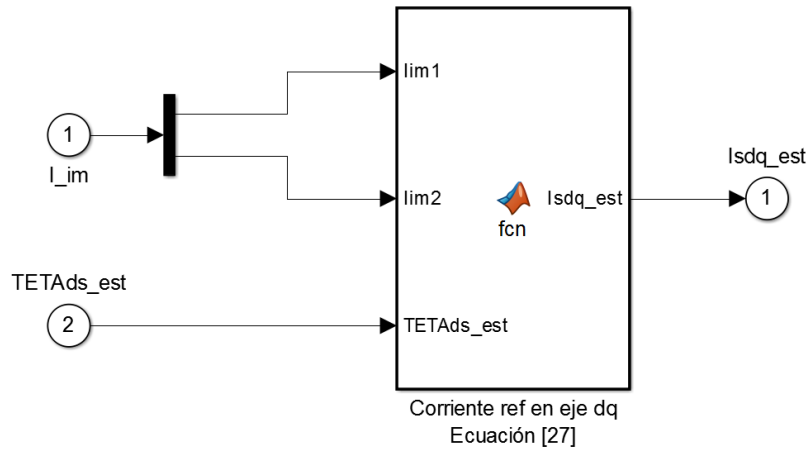 1
I_im
TETAds_est
2
Iim1
Iim2
TETAds_est
Isdq_est
fcn
Isdq_est
1
Corriente ref en eje dq
Ecuación [27]